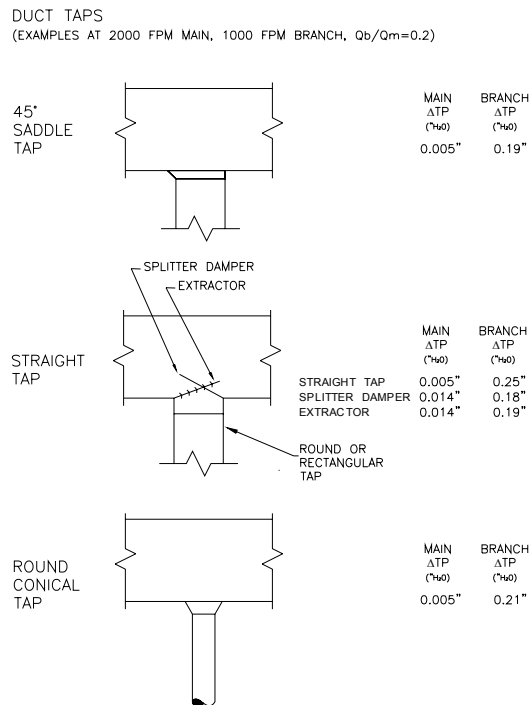 DUCT TAPS
(EXAMPLES AT 2000 FPM MAIN, 1000 FPM BRANCH, Qb/Qm=0.2)
45°
SADDLE
TAP
MAIN BRANCH
ΔTP ΔTP
("H₂O) ("H₂O)
0.005" 0.19"
SPLITTER DAMPER
EXTRACTOR
STRAIGHT
TAP
MAIN BRANCH
ΔTP ΔTP
("H₂O) ("H₂O)
STRAIGHT TAP 0.005" 0.25"
SPLITTER DAMPER 0.014" 0.18"
EXTRACTOR 0.014" 0.19"
ROUND OR
RECTANGULAR
TAP
ROUND
CONICAL
TAP
MAIN BRANCH
ΔTP ΔTP
("H₂O) ("H₂O)
0.005" 0.21"